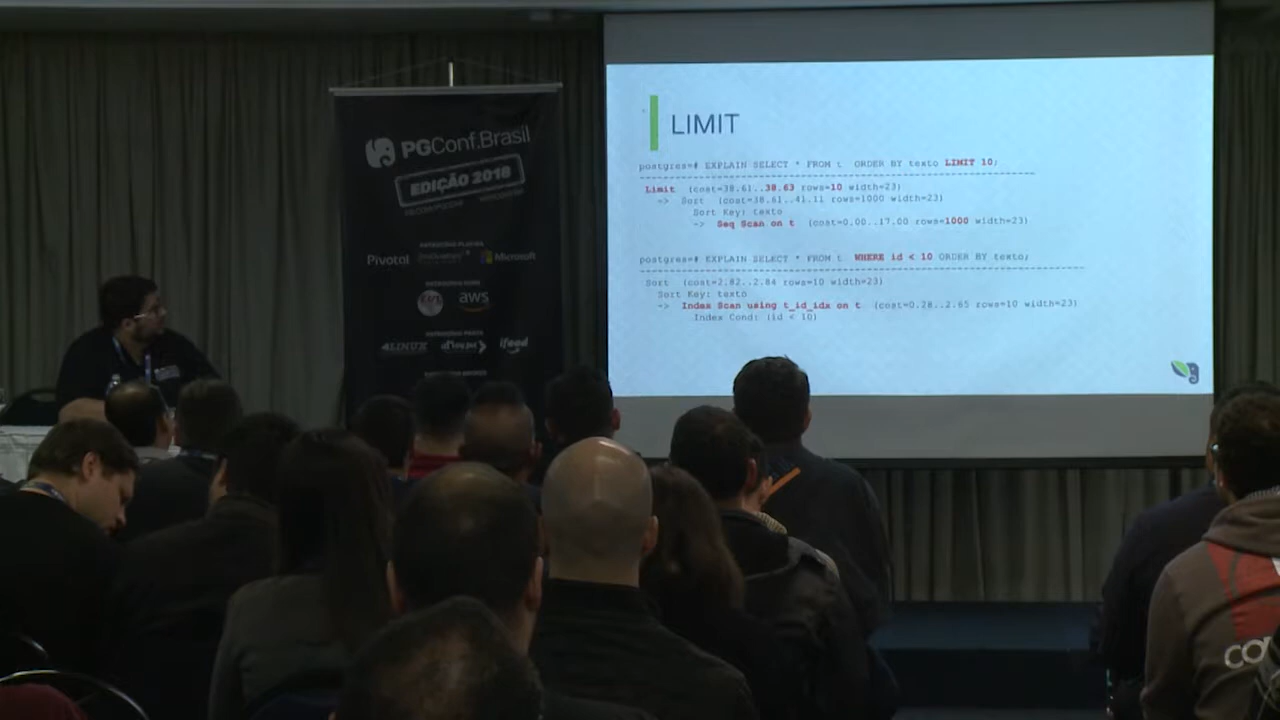 PGConf.Brasil
EDIÇÃO 2018
Pivotal
Microsoft
aws
4LINUX
ifood
LIMIT
postgres=# EXPLAIN SELECT * FROM t ORDER BY texto LIMIT 10;
Limit (cost=38.61..38.63 rows=10 width=23)
-> Sort (cost=38.61..41.11 rows=1000 width=23)
Sort Key: texto
-> Seq Scan on t (cost=0.00..17.00 rows=1000 width=23)
postgres=# EXPLAIN SELECT * FROM t WHERE id < 10 ORDER BY texto;
Sort (cost=2.82..2.84 rows=10 width=23)
Sort Key: texto
-> Index Scan using t_id_idx on t (cost=0.28..2.65 rows=10 width=23)
Index Cond: (id < 10)